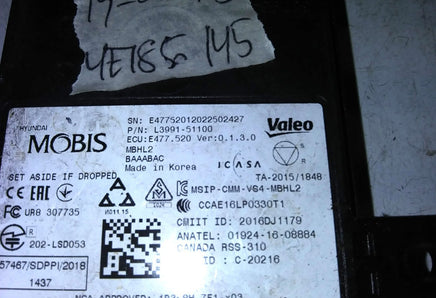 4E185 145
SN: E47752012022502427
P/N: L3991-51100
ECU:E477.520 Ver:0.1.3.0
MBHL2
BAAABAC
Made in Korea
HYUNDAI
MOBIS
Valeo
ICASA
TA-2015/1848
SET ASIDE IF DROPPED
CE EAC
MSIP-CMM-VG4-MBHL2
FC UR8 307735
CCAE16LP0330T1
CMIIT ID: 2016DJ1179
202-LSD053
ANATEL: 01924-16-08884
CANADA RSS-310
57467/SDPPI/2018
1437
ID : C-20216